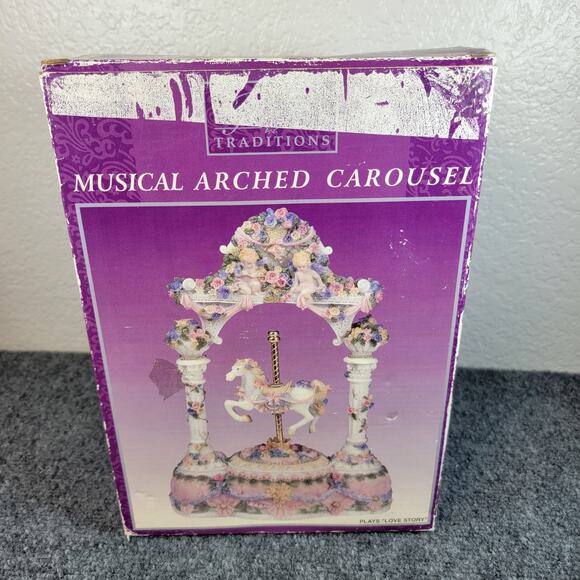 TRADITIONS
MUSICAL ARCHED CAROUSEL
PLAYS "LOVE STORY"